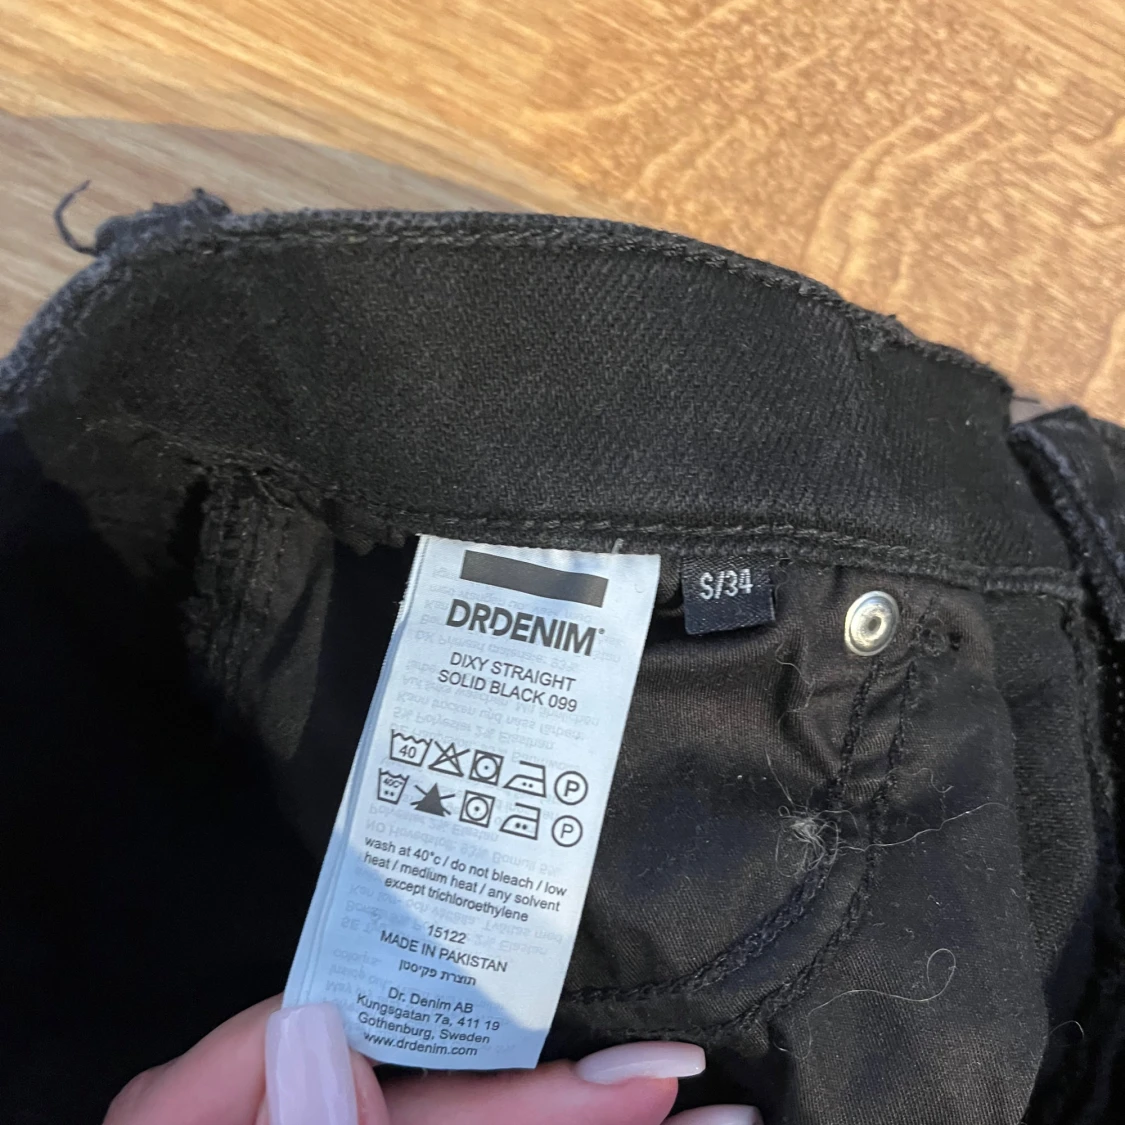 DRDENIM®
DIXY STRAIGHT
SOLID BLACK 099
40 P
40C° P
wash at 40°c / do not bleach / low
heat / medium heat / any solvent
except trichloroethylene
15122
MADE IN PAKISTAN
תוצרת פקיסטן
Dr. Denim AB
Kungsgatan 7a, 411 19
Gothenburg, Sweden
www.drdenim.com
S/34